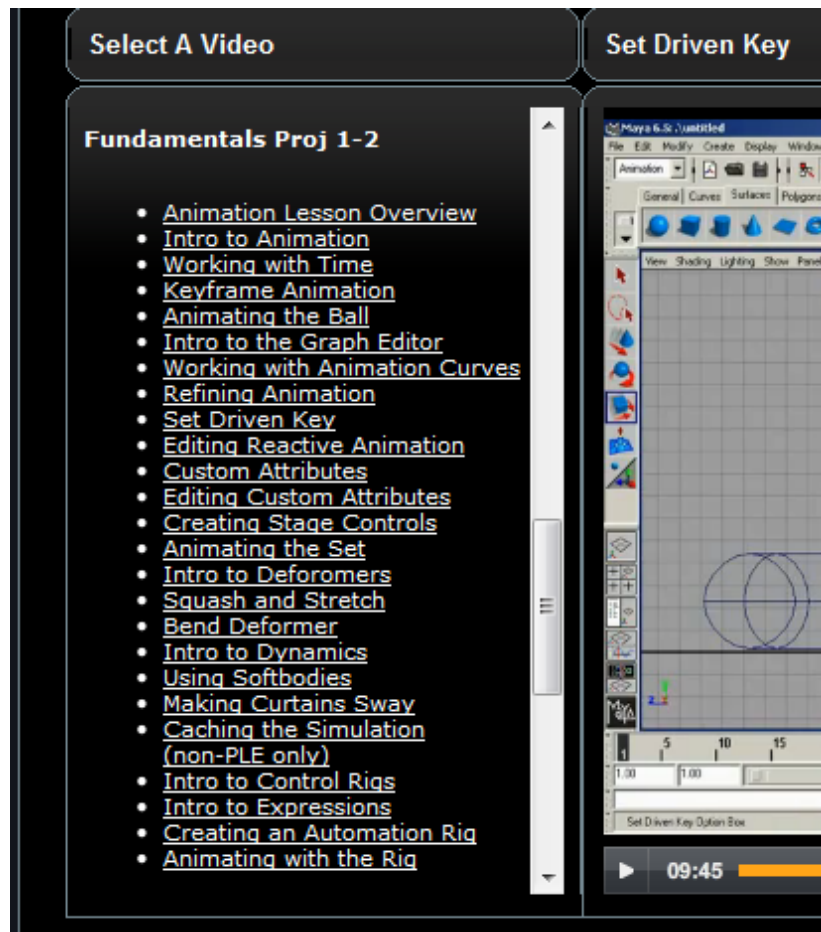 Select A Video
Set Driven Key
Fundamentals Proj 1-2
Animation Lesson Overview
Intro to Animation
Working with Time
Keyframe Animation
Animating the Ball
Intro to the Graph Editor
Working with Animation Curves
Refining Animation
Set Driven Key
Editing Reactive Animation
Custom Attributes
Editing Custom Attributes
Creating Stage Controls
Animating the Set
Intro to Deforomers
Squash and Stretch
Bend Deformer
Intro to Dynamics
Using Softbodies
Making Curtains Sway
Caching the Simulation
(non-PLE only)
Intro to Control Rigs
Intro to Expressions
Creating an Automation Rig
Animating with the Rig
Maya 6.5: .\untitled
File Edit Modify Create Display Window
Animation
General Curves Surfaces Polygons
View Shading Lighting Show Panel
5 10 15
1
1.00 1.00
Set Driven Key Option Box
09:45